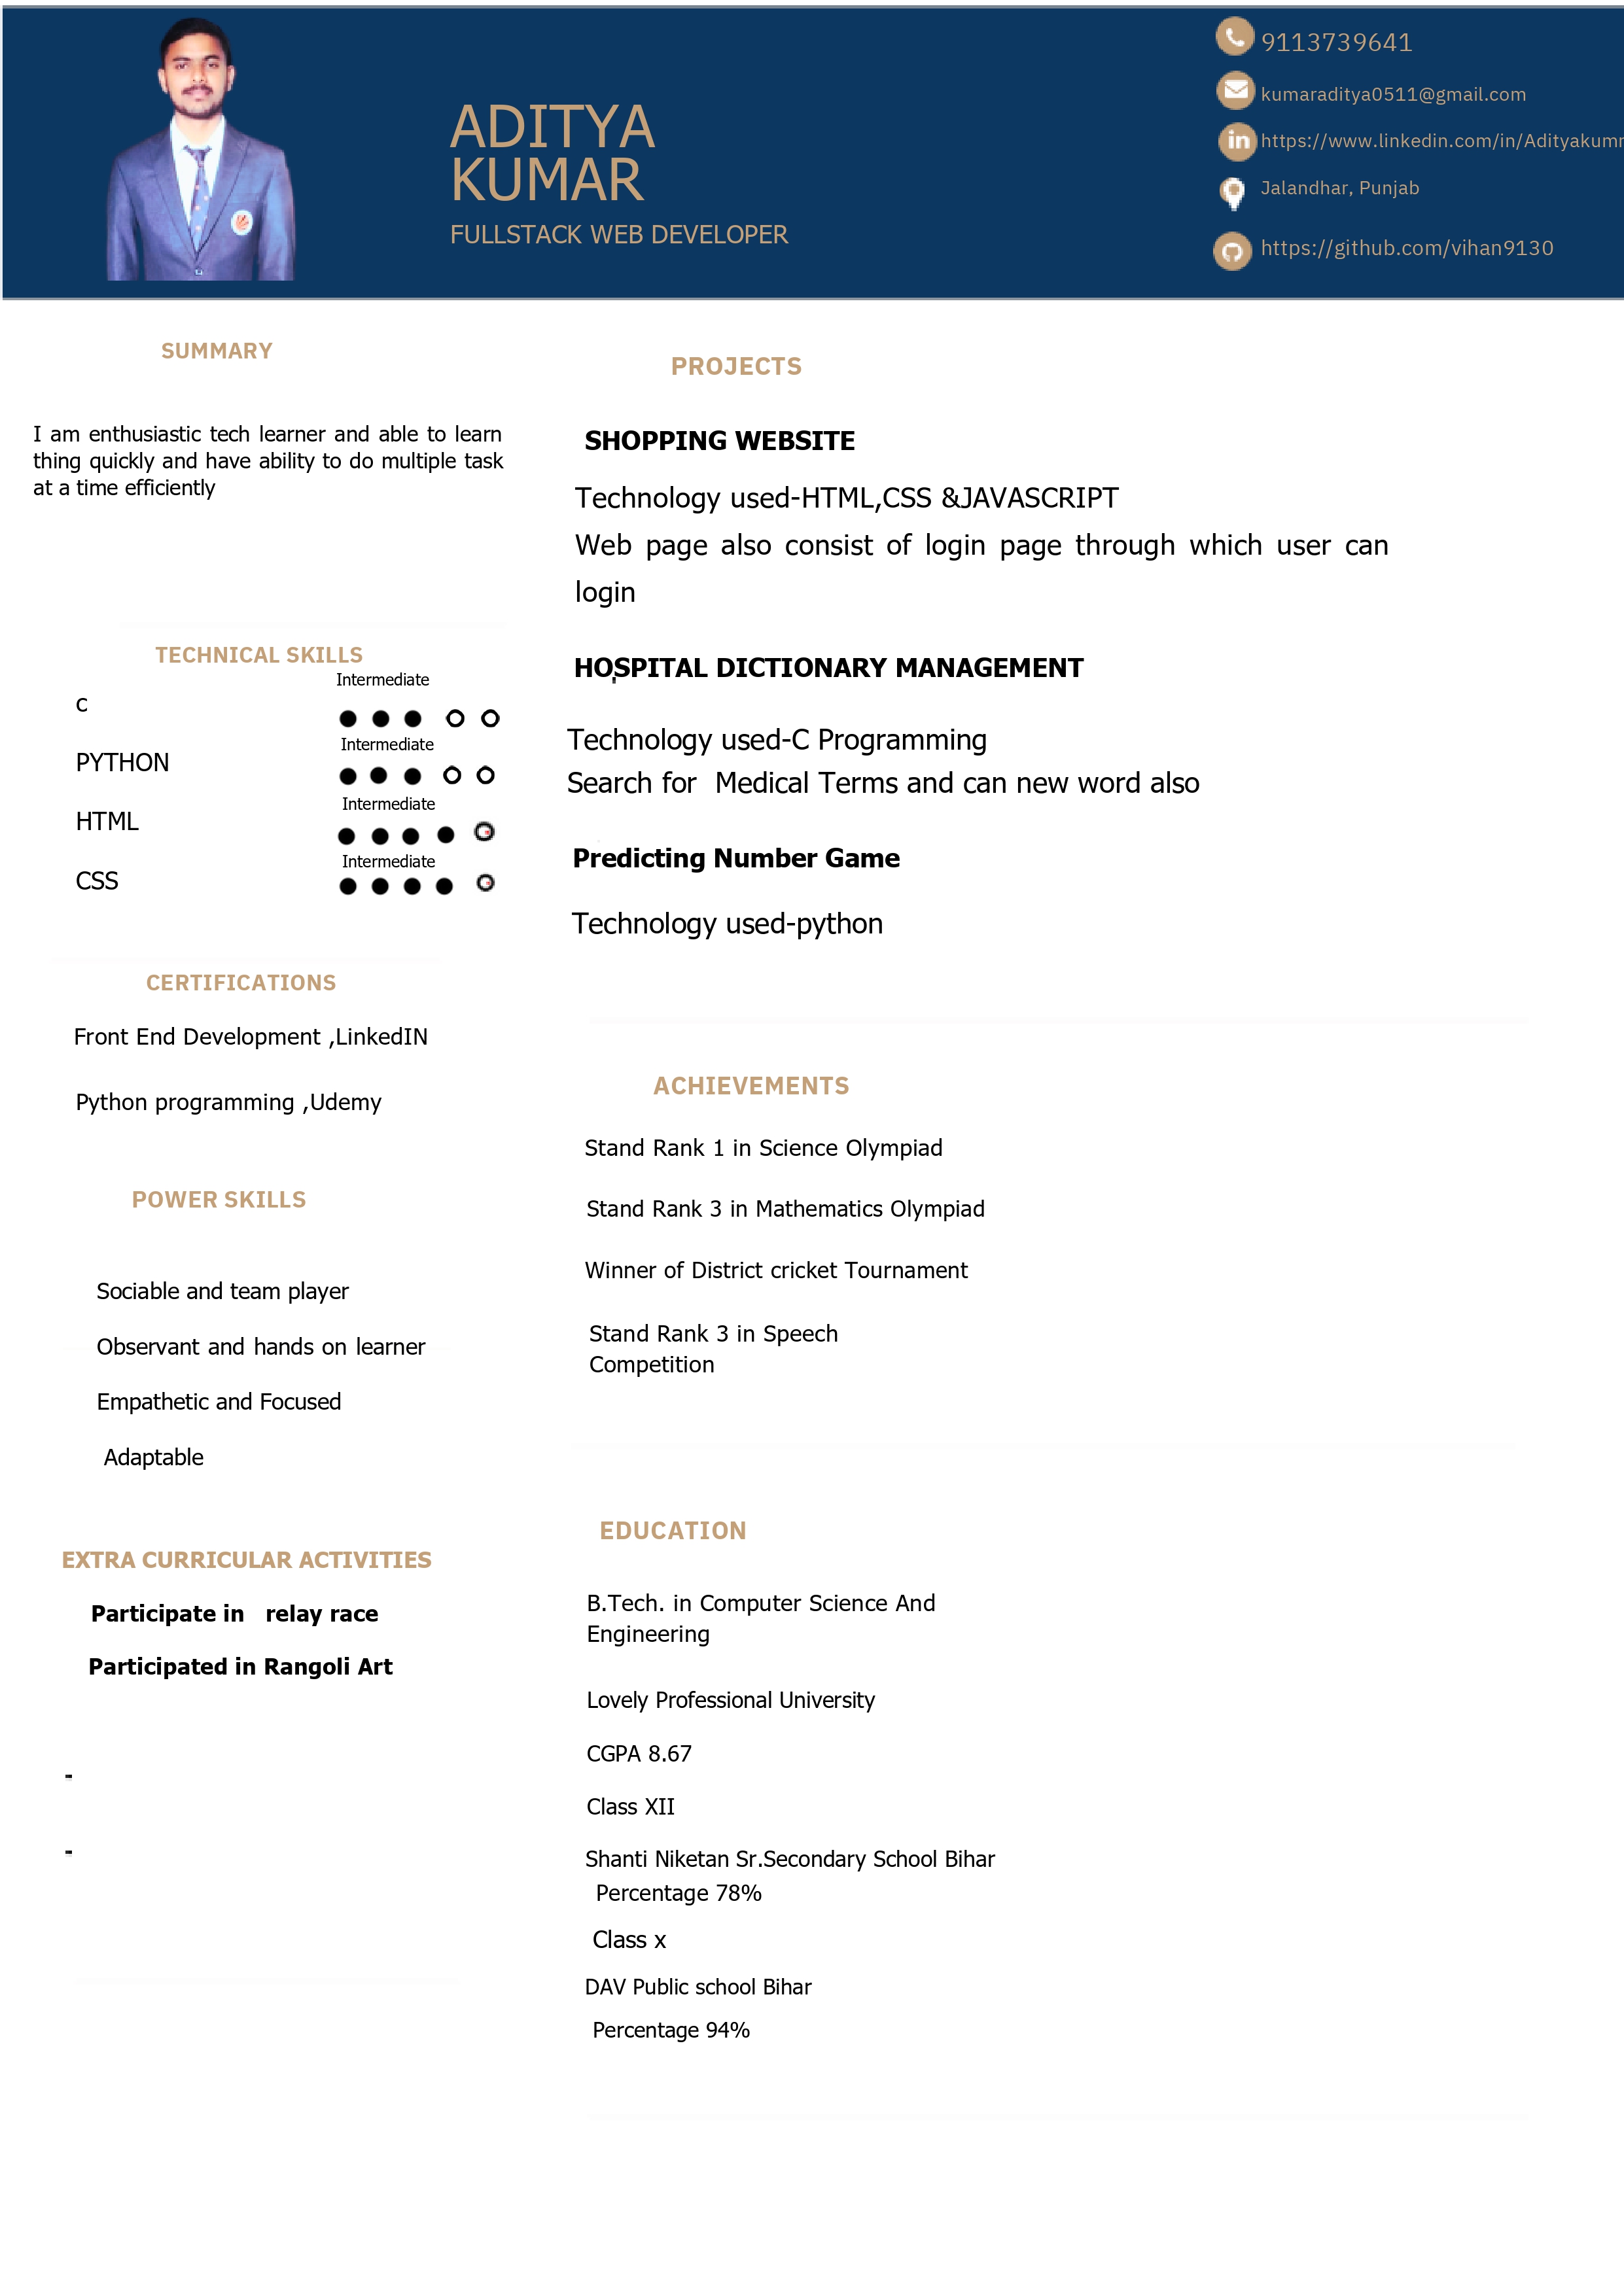 ADITYA
KUMAR
FULLSTACK WEB DEVELOPER
9113739641
kumaraditya0511@gmail.com
https://www.linkedin.com/in/Adityakumr
Jalandhar, Punjab
https://github.com/vihan9130
SUMMARY
I am enthusiastic tech learner and able to learn
thing quickly and have ability to do multiple task
at a time efficiently
TECHNICAL SKILLS
Intermediate
C
Intermediate
PYTHON
Intermediate
HTML
Intermediate
CSS
CERTIFICATIONS
Front End Development ,LinkedIN
Python programming ,Udemy
POWER SKILLS
Sociable and team player
Observant and hands on learner
Empathetic and Focused
Adaptable
EXTRA CURRICULAR ACTIVITIES
Participate in relay race
Participated in Rangoli Art
-
-
PROJECTS
SHOPPING WEBSITE
Technology used-HTML,CSS &JAVASCRIPT
Web page also consist of login page through which user can
login
HOSPITAL DICTIONARY MANAGEMENT
Technology used-C Programming
Search for Medical Terms and can new word also
Predicting Number Game
Technology used-python
ACHIEVEMENTS
Stand Rank 1 in Science Olympiad
Stand Rank 3 in Mathematics Olympiad
Winner of District cricket Tournament
Stand Rank 3 in Speech
Competition
EDUCATION
B.Tech. in Computer Science And
Engineering
Lovely Professional University
CGPA 8.67
Class XII
Shanti Niketan Sr.Secondary School Bihar
Percentage 78%
Class x
DAV Public school Bihar
Percentage 94%